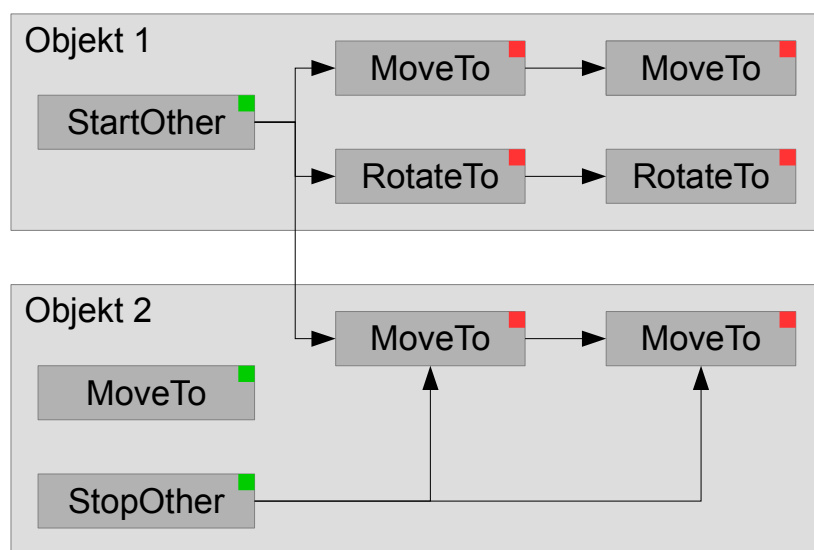 Objekt 1
MoveTo
MoveTo
StartOther
RotateTo
RotateTo
Objekt 2
MoveTo
MoveTo
MoveTo
StopOther